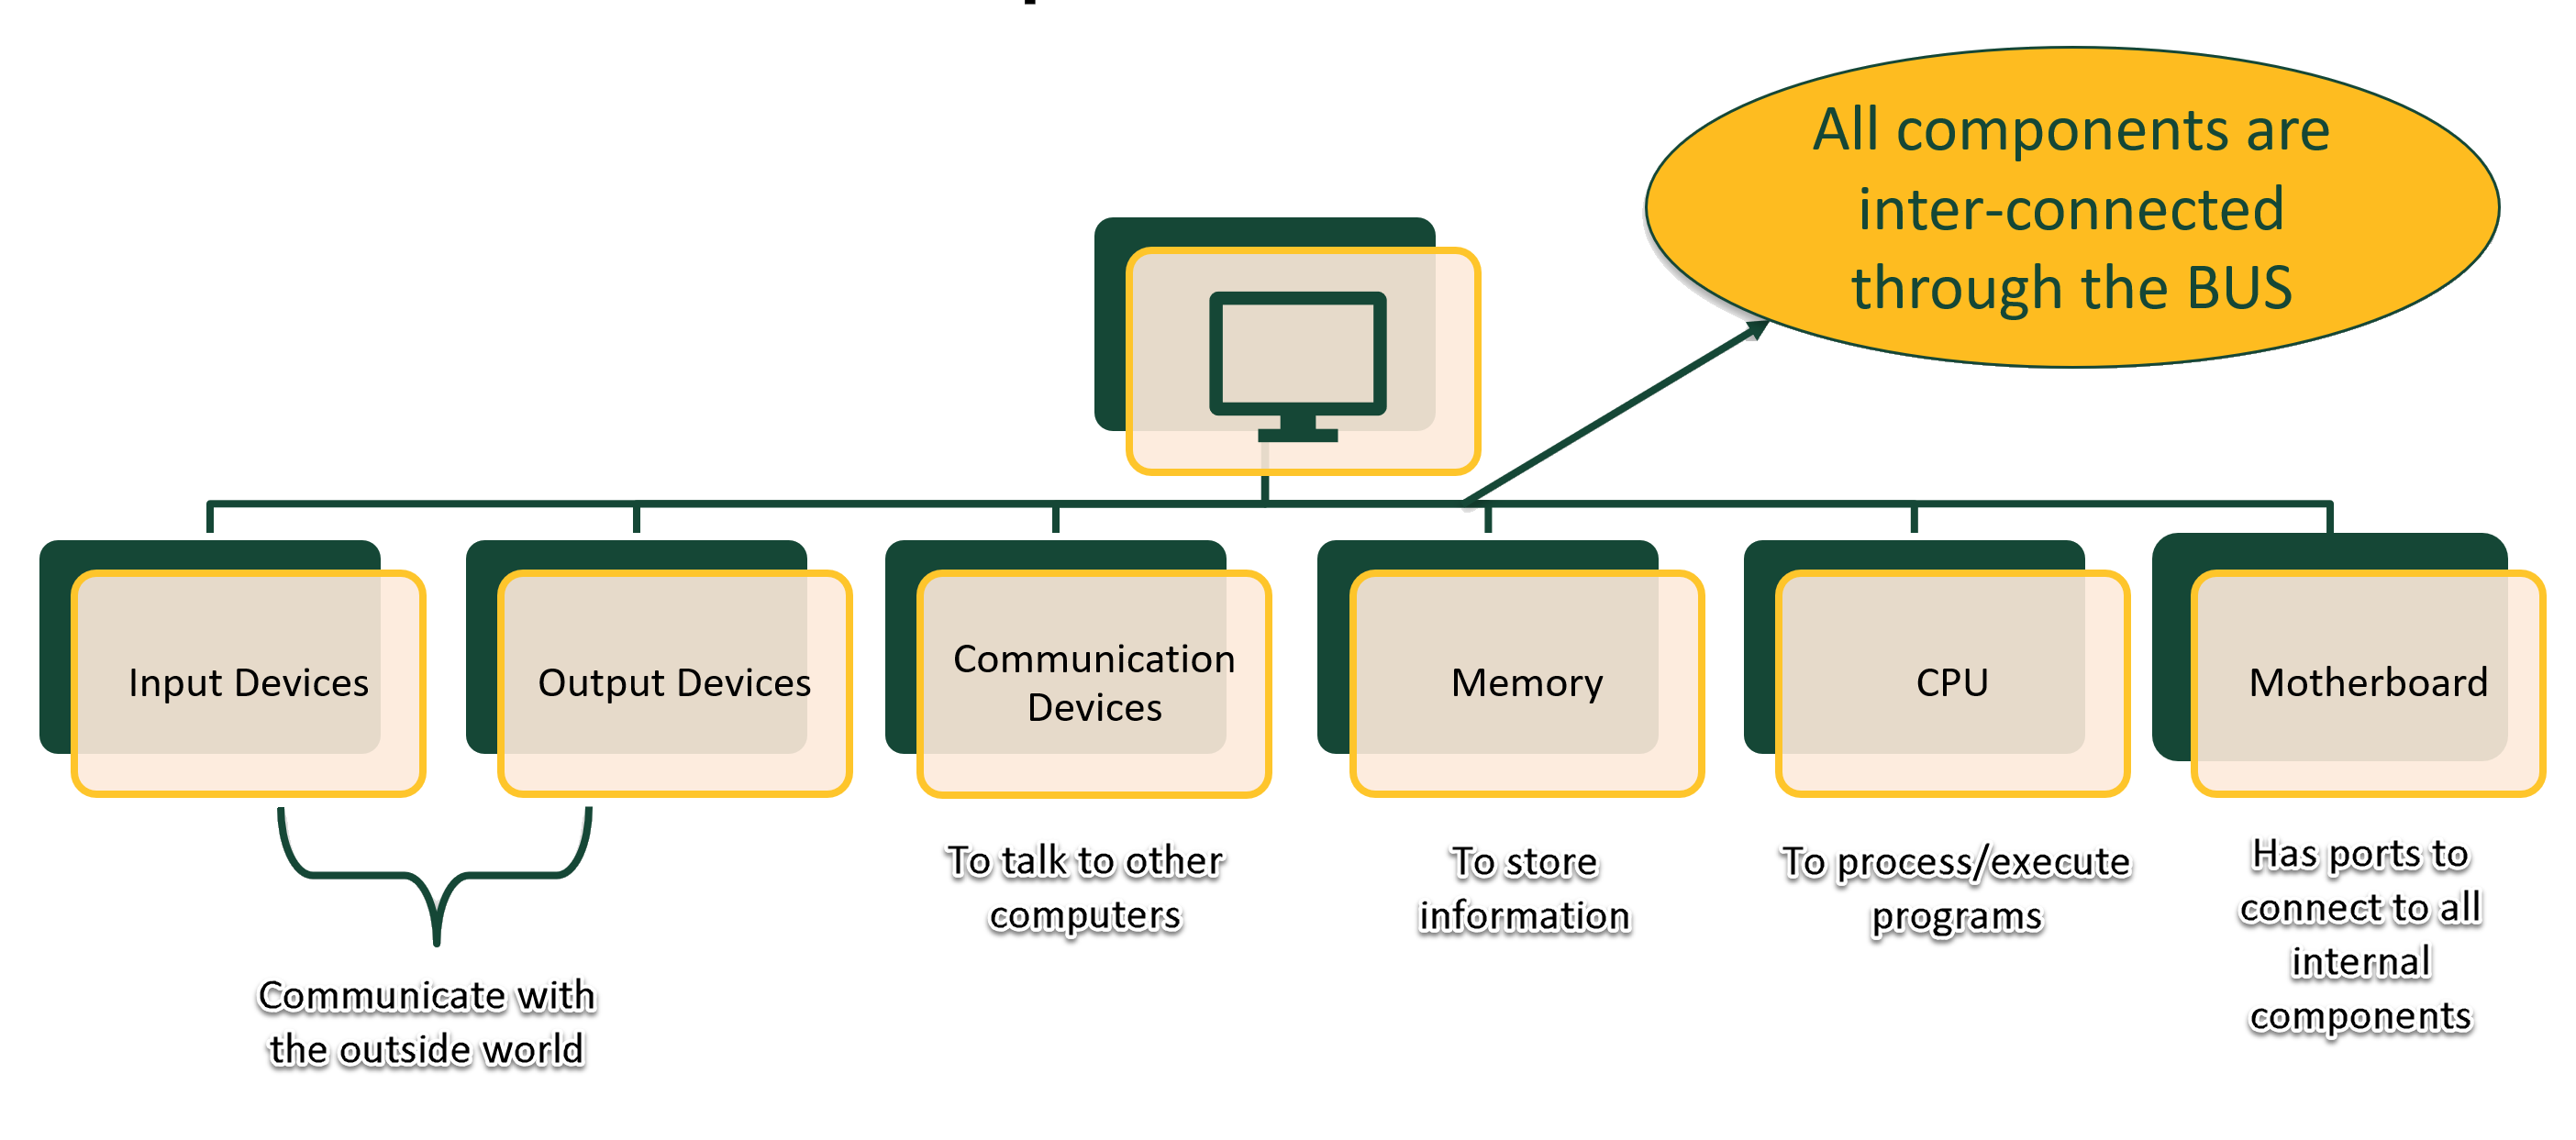 All components are
inter-connected
through the BUS
Input Devices
Output Devices
Communication
Devices
Memory
CPU
Motherboard
Communicate with
the outside world
To talk to other
computers
To store
information
To process/execute
programs
Has ports to
connect to all
internal
components